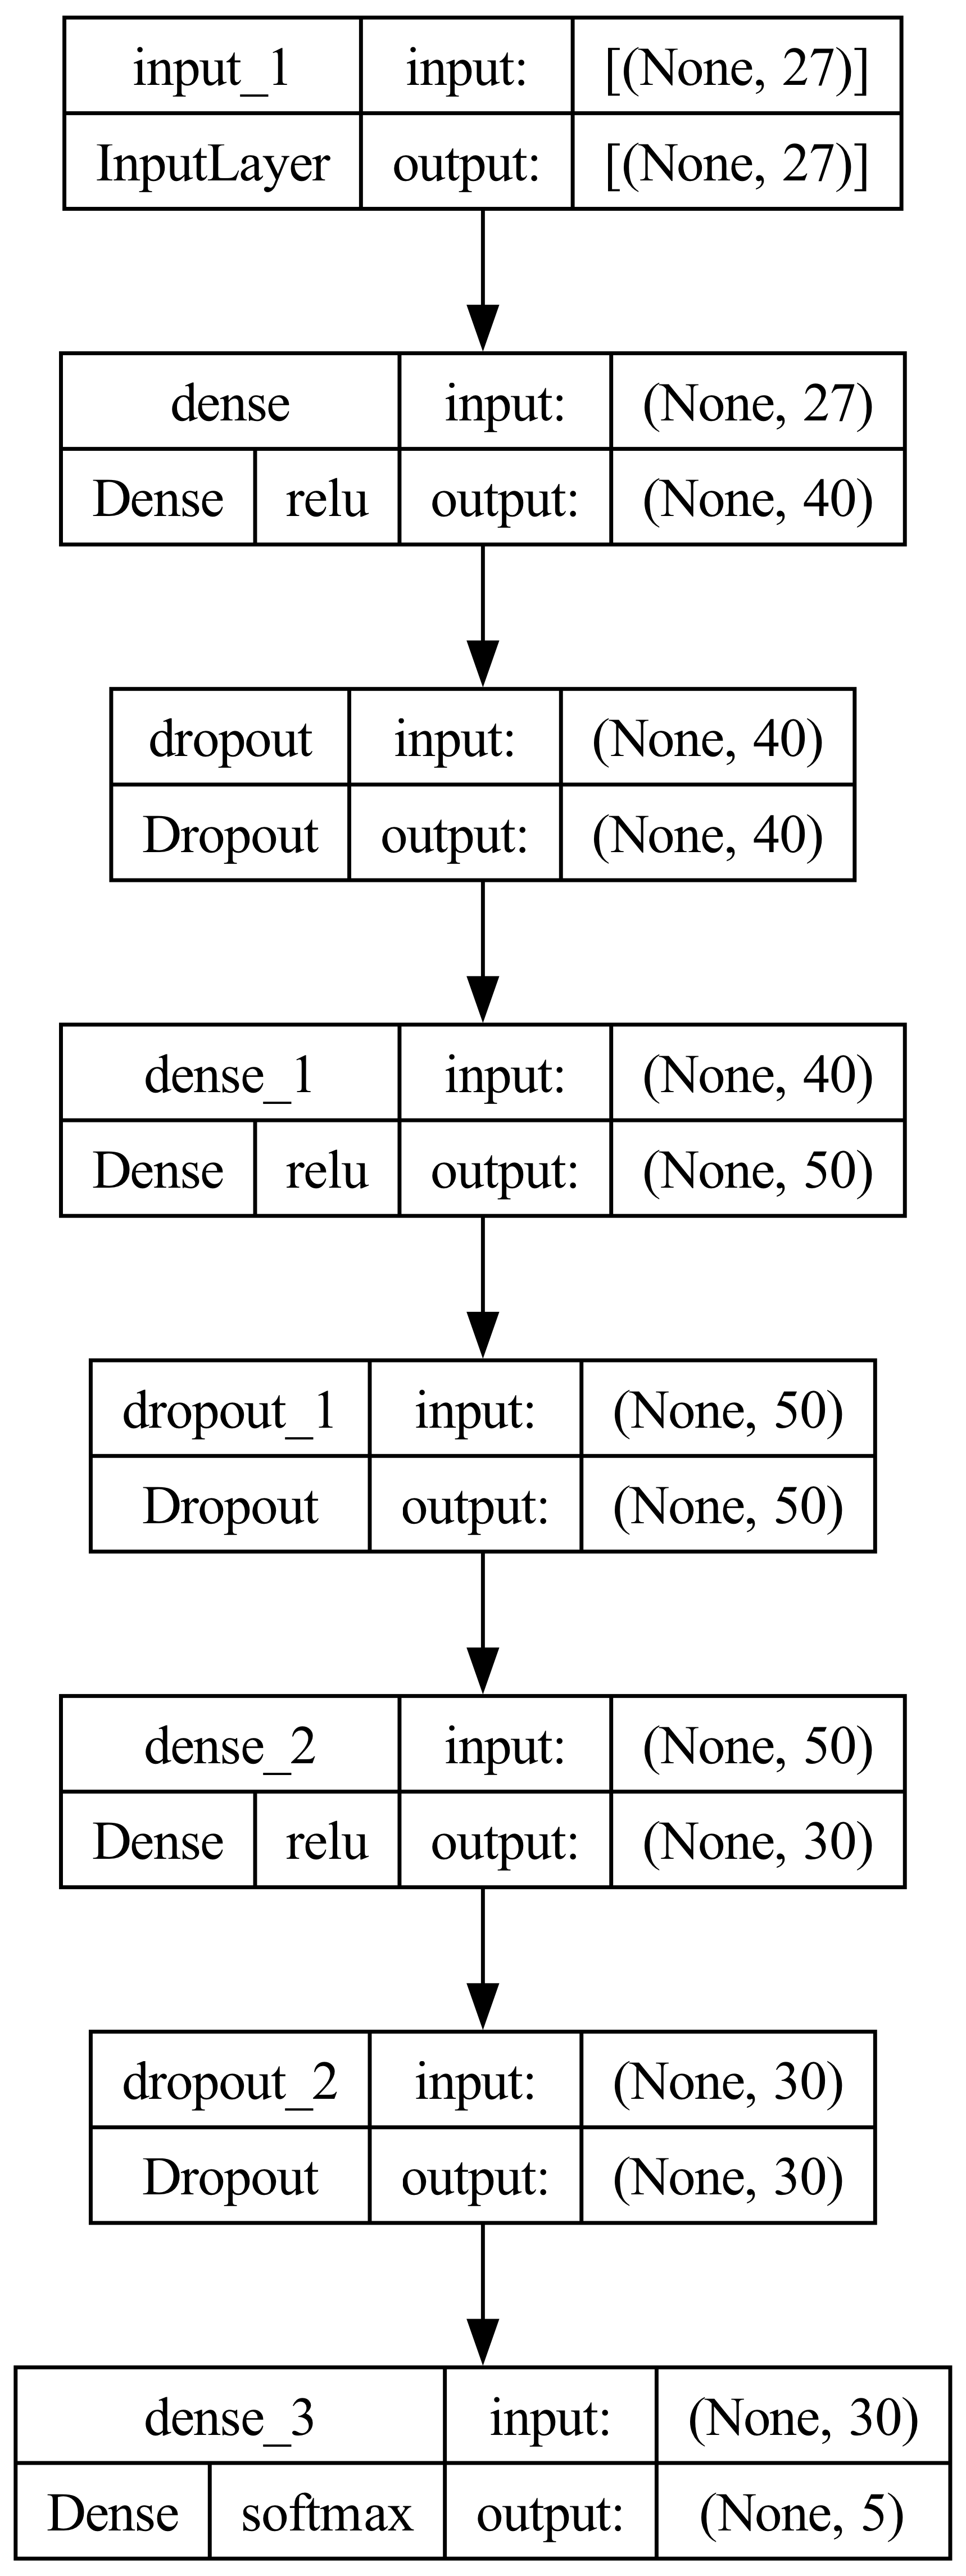 input_1 input: [(None, 27)]
InputLayer output: [(None, 27)]
dense input: (None, 27)
Dense relu output: (None, 40)
dropout input: (None, 40)
Dropout output: (None, 40)
dense_1 input: (None, 40)
Dense relu output: (None, 50)
dropout_1 input: (None, 50)
Dropout output: (None, 50)
dense_2 input: (None, 50)
Dense relu output: (None, 30)
dropout_2 input: (None, 30)
Dropout output: (None, 30)
dense_3 input: (None, 30)
Dense softmax output: (None, 5)